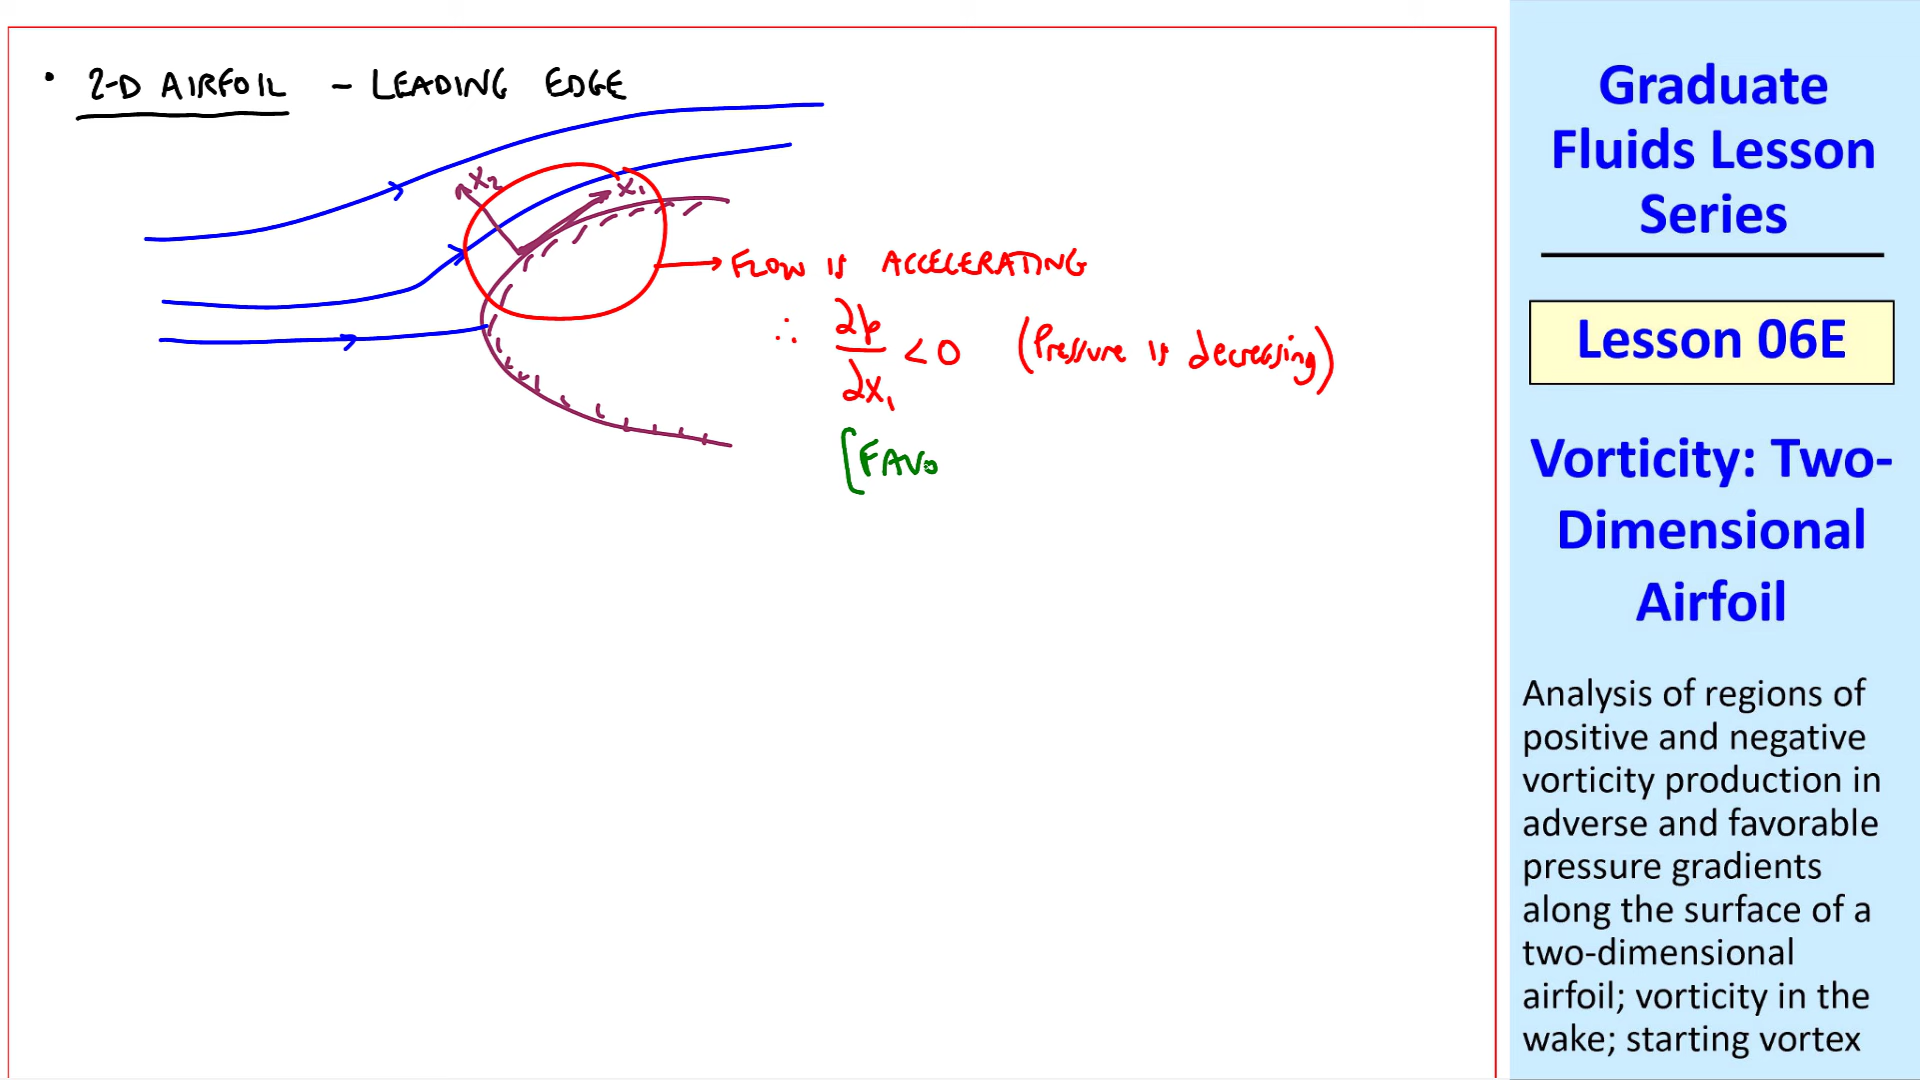 • 2-D AIRFOIL – LEADING EDGE
x₂
x₁
FLOW IS ACCELERATING
∴ ∂p/∂x₁ < 0 (Pressure is decreasing)
[FAVO
Graduate
Fluids Lesson
Series
Lesson 06E
Vorticity: Two-
Dimensional
Airfoil
Analysis of regions of
positive and negative
vorticity production in
adverse and favorable
pressure gradients
along the surface of a
two-dimensional
airfoil; vorticity in the
wake; starting vortex